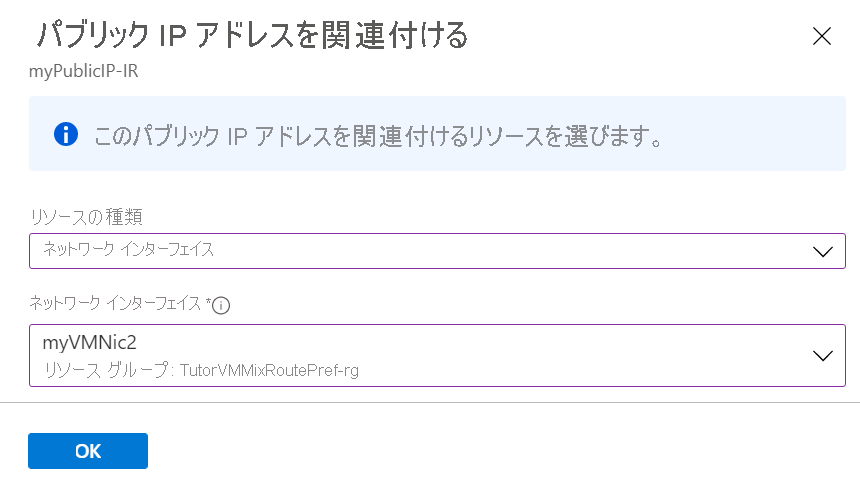 パブリック IP アドレスを関連付ける
myPublicIP-IR
このパブリック IP アドレスを関連付けるリソースを選びます。
リソースの種類
ネットワーク インターフェイス
ネットワーク インターフェイス *
myVMNic2
リソース グループ: TutorVMMixRoutePref-rg
OK